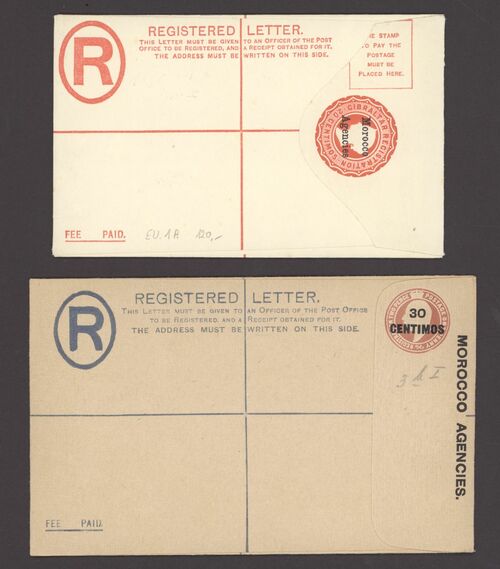 R
REGISTERED LETTER.
THIS LETTER MUST BE GIVEN TO AN OFFICER OF THE POST
OFFICE TO BE REGISTERED, AND A RECEIPT OBTAINED FOR IT.
THE ADDRESS MUST BE WRITTEN ON THIS SIDE.
THE STAMP
TO PAY THE
POSTAGE
MUST BE
PLACED HERE.
GIBRALTAR REGISTRATION
20 CENTIMOS
Morocco
Agencies
FEE PAID.
EU.1A 120,-
R
REGISTERED LETTER.
THIS LETTER MUST BE GIVEN TO AN OFFICER OF THE POST OFFICE
TO BE REGISTERED, AND A RECEIPT OBTAINED FOR IT.
THE ADDRESS MUST BE WRITTEN ON THIS SIDE.
30
CENTIMOS
MOROCCO AGENCIES.
FEE PAID.